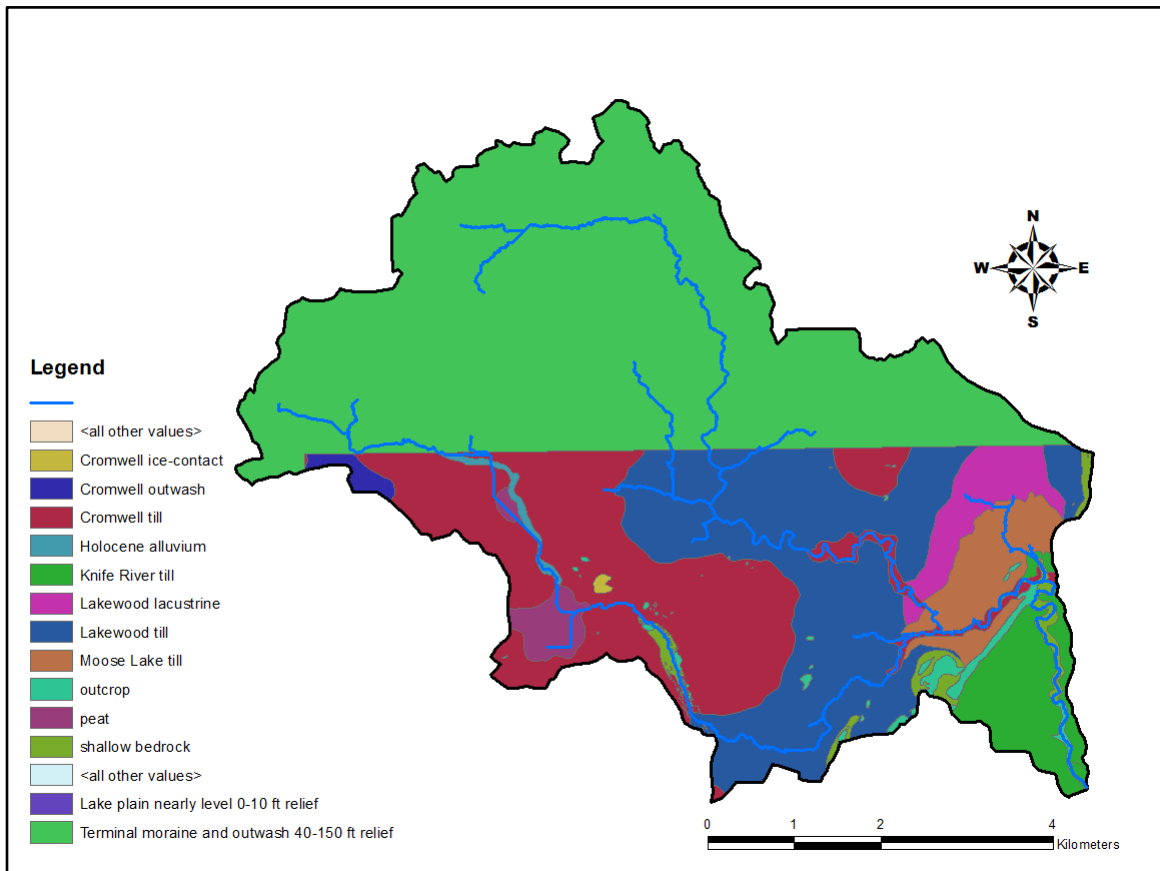 N
W
E
S
Legend
<all other values>
Cromwell ice-contact
Cromwell outwash
Cromwell till
Holocene alluvium
Knife River till
Lakewood lacustrine
Lakewood till
Moose Lake till
outcrop
peat
shallow bedrock
<all other values>
Lake plain nearly level 0-10 ft relief
Terminal moraine and outwash 40-150 ft relief
0 1 2 4
Kilometers